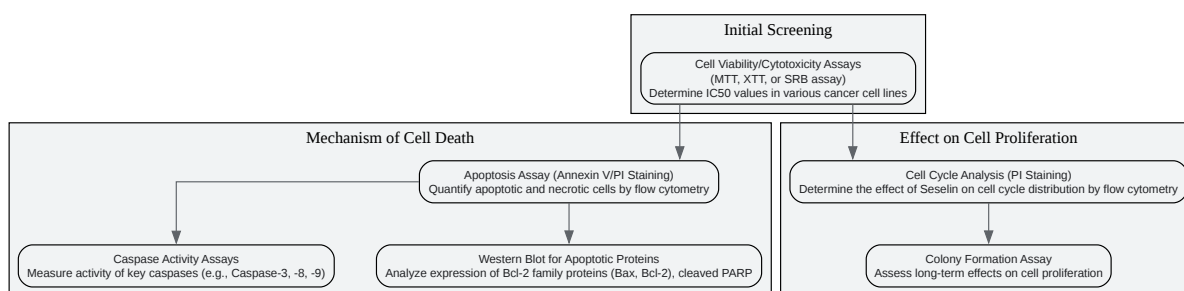 Initial Screening
Cell Viability/Cytotoxicity Assays
(MTT, XTT, or SRB assay)
Determine IC50 values in various cancer cell lines
Mechanism of Cell Death
Apoptosis Assay (Annexin V/PI Staining)
Quantify apoptotic and necrotic cells by flow cytometry
Caspase Activity Assays
Measure activity of key caspases (e.g., Caspase-3, -8, -9)
Western Blot for Apoptotic Proteins
Analyze expression of Bcl-2 family proteins (Bax, Bcl-2), cleaved PARP
Effect on Cell Proliferation
Cell Cycle Analysis (PI Staining)
Determine the effect of Seselin on cell cycle distribution by flow cytometry
Colony Formation Assay
Assess long-term effects on cell proliferation